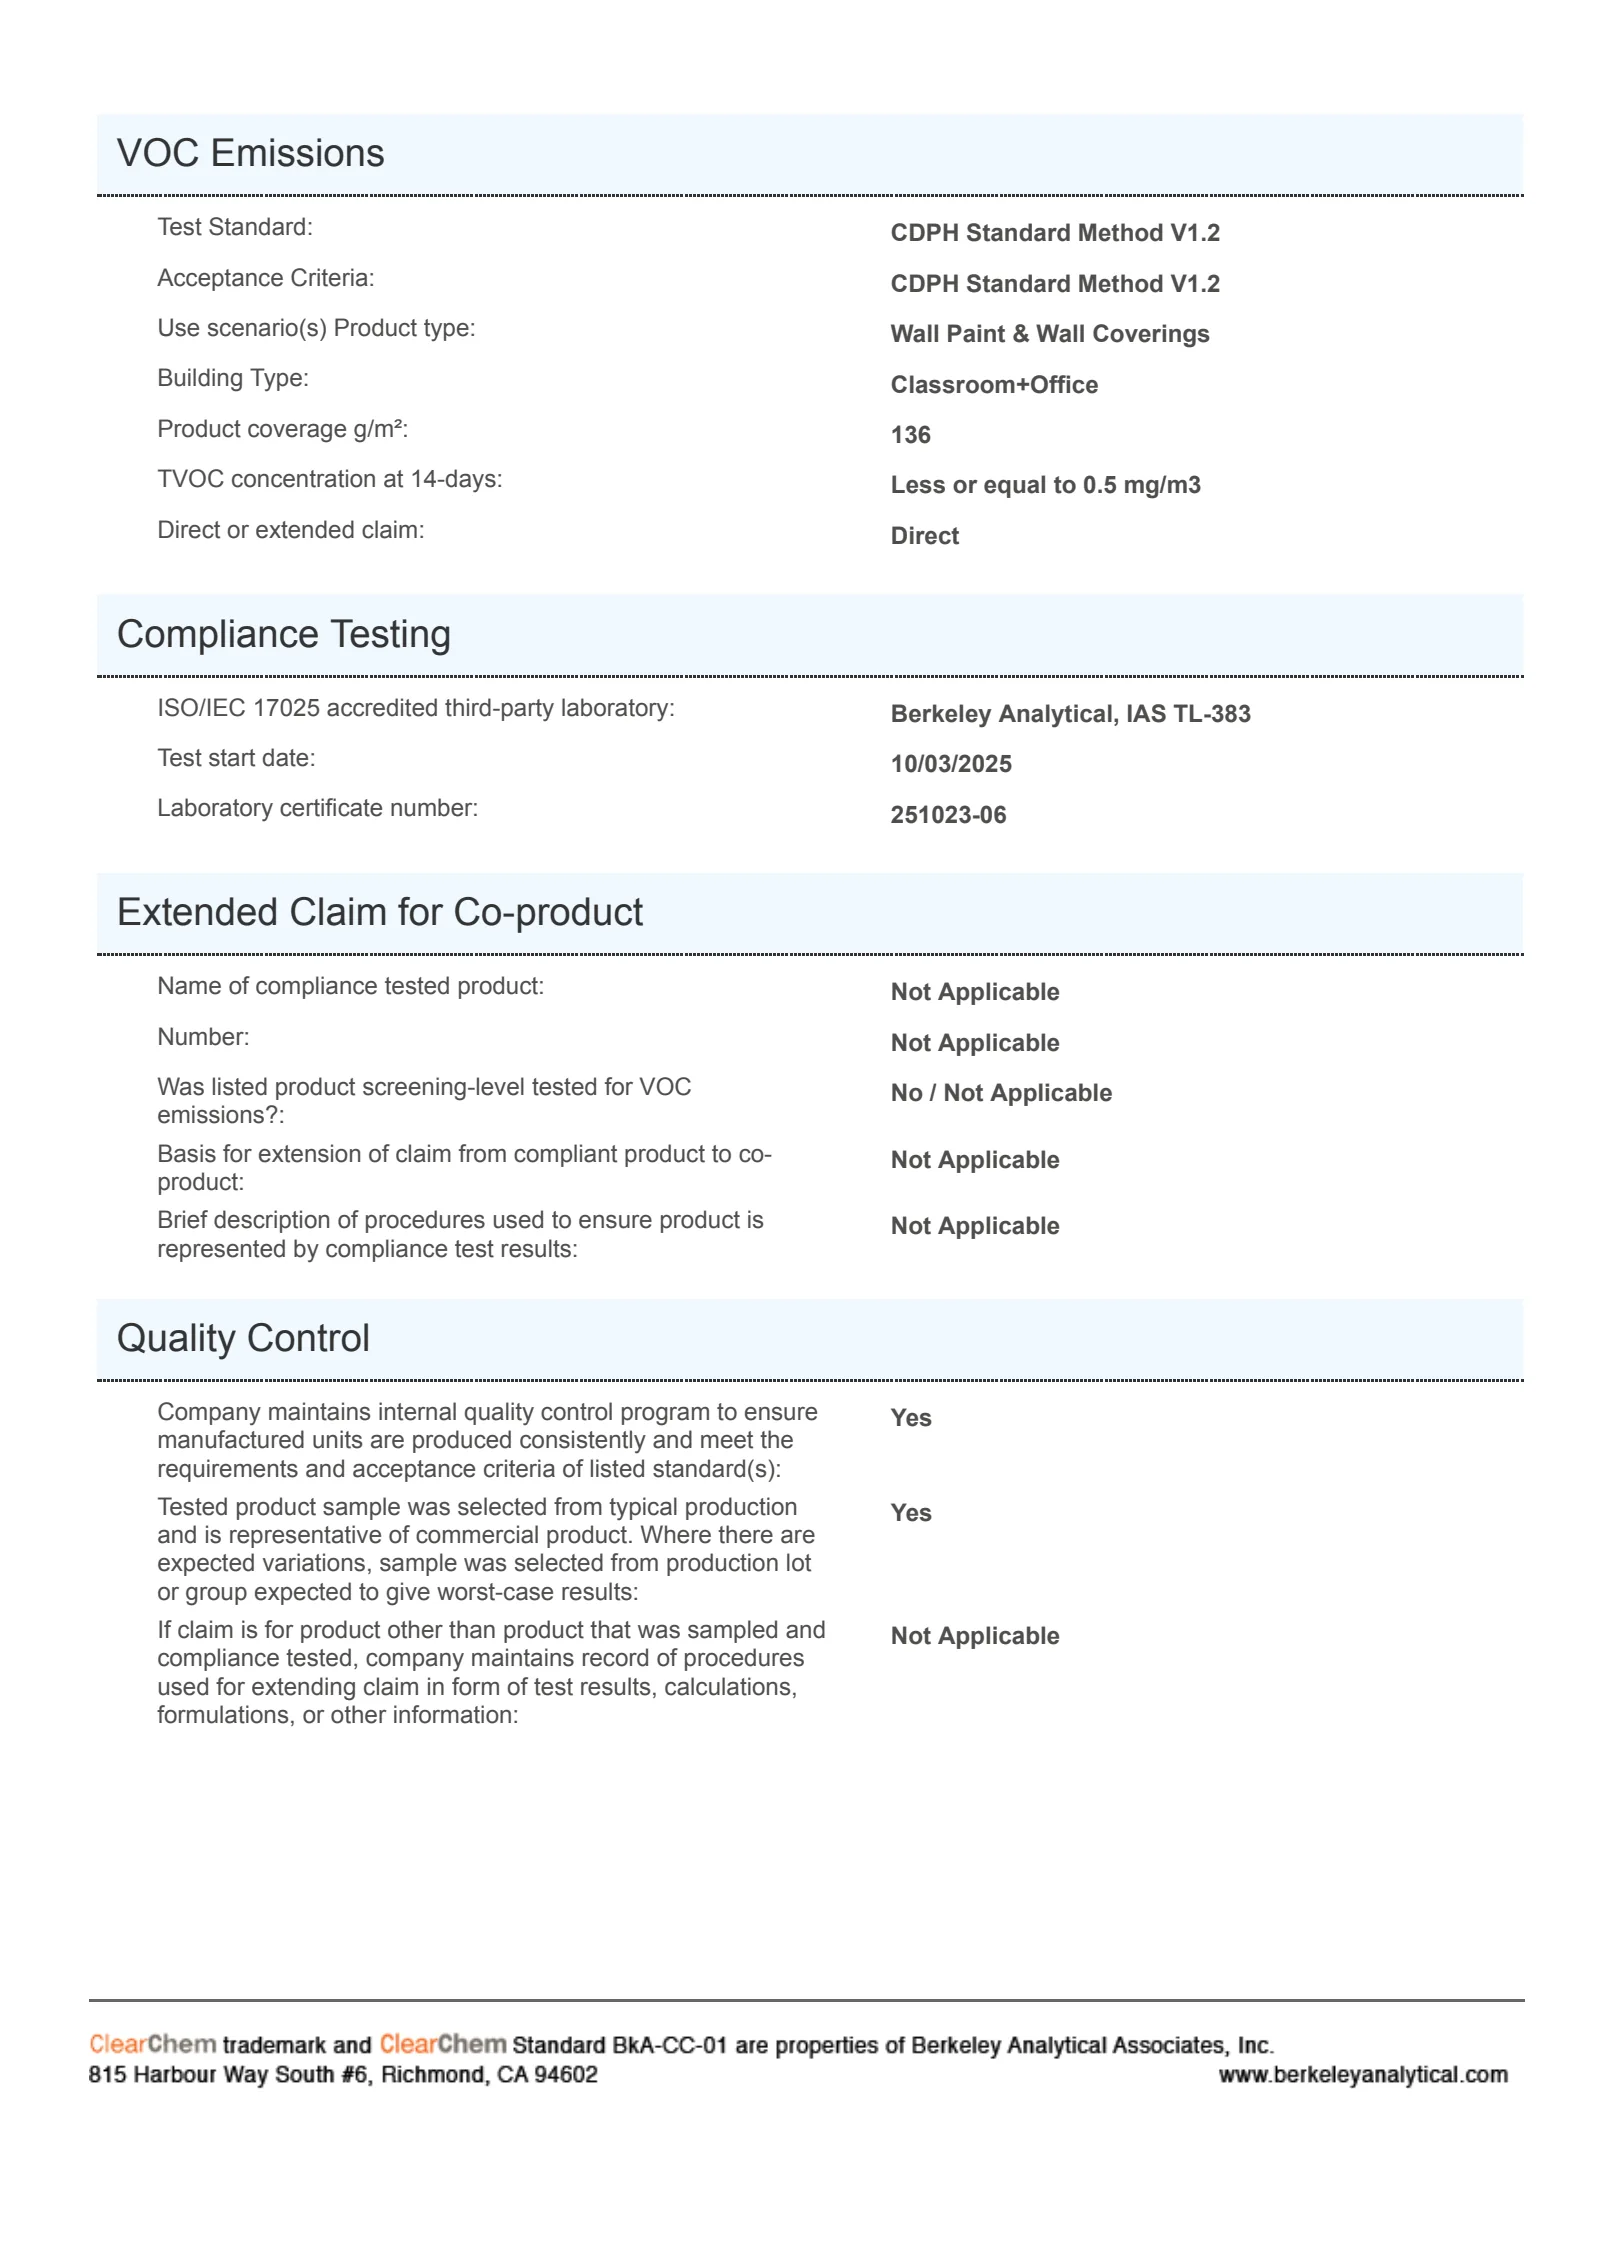 VOC Emissions
Test Standard: CDPH Standard Method V1.2
Acceptance Criteria: CDPH Standard Method V1.2
Use scenario(s) Product type: Wall Paint & Wall Coverings
Building Type: Classroom+Office
Product coverage g/m²: 136
TVOC concentration at 14-days: Less or equal to 0.5 mg/m3
Direct or extended claim: Direct
Compliance Testing
ISO/IEC 17025 accredited third-party laboratory: Berkeley Analytical, IAS TL-383
Test start date: 10/03/2025
Laboratory certificate number: 251023-06
Extended Claim for Co-product
Name of compliance tested product: Not Applicable
Number: Not Applicable
Was listed product screening-level tested for VOC No / Not Applicable
emissions?:
Basis for extension of claim from compliant product to co- Not Applicable
product:
Brief description of procedures used to ensure product is Not Applicable
represented by compliance test results:
Quality Control
Company maintains internal quality control program to ensure Yes
manufactured units are produced consistently and meet the
requirements and acceptance criteria of listed standard(s):
Tested product sample was selected from typical production Yes
and is representative of commercial product. Where there are
expected variations, sample was selected from production lot
or group expected to give worst-case results:
If claim is for product other than product that was sampled and Not Applicable
compliance tested, company maintains record of procedures
used for extending claim in form of test results, calculations,
formulations, or other information:
ClearChem trademark and ClearChem Standard BkA-CC-01 are properties of Berkeley Analytical Associates, Inc.
815 Harbour Way South #6, Richmond, CA 94602 www.berkeleyanalytical.com